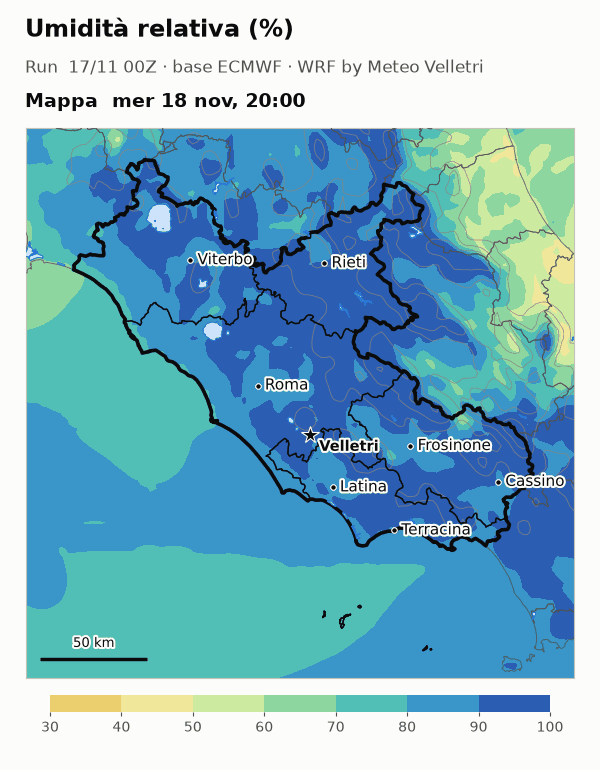 Umidità relativa (%)
Run  17/11 00Z · base ECMWF · WRF by Meteo Velletri
Mappa  mer 18 nov, 20:00
Viterbo
Rieti
Roma
Velletri
Frosinone
Cassino
Latina
Terracina
50 km
30 40 50 60 70 80 90 100